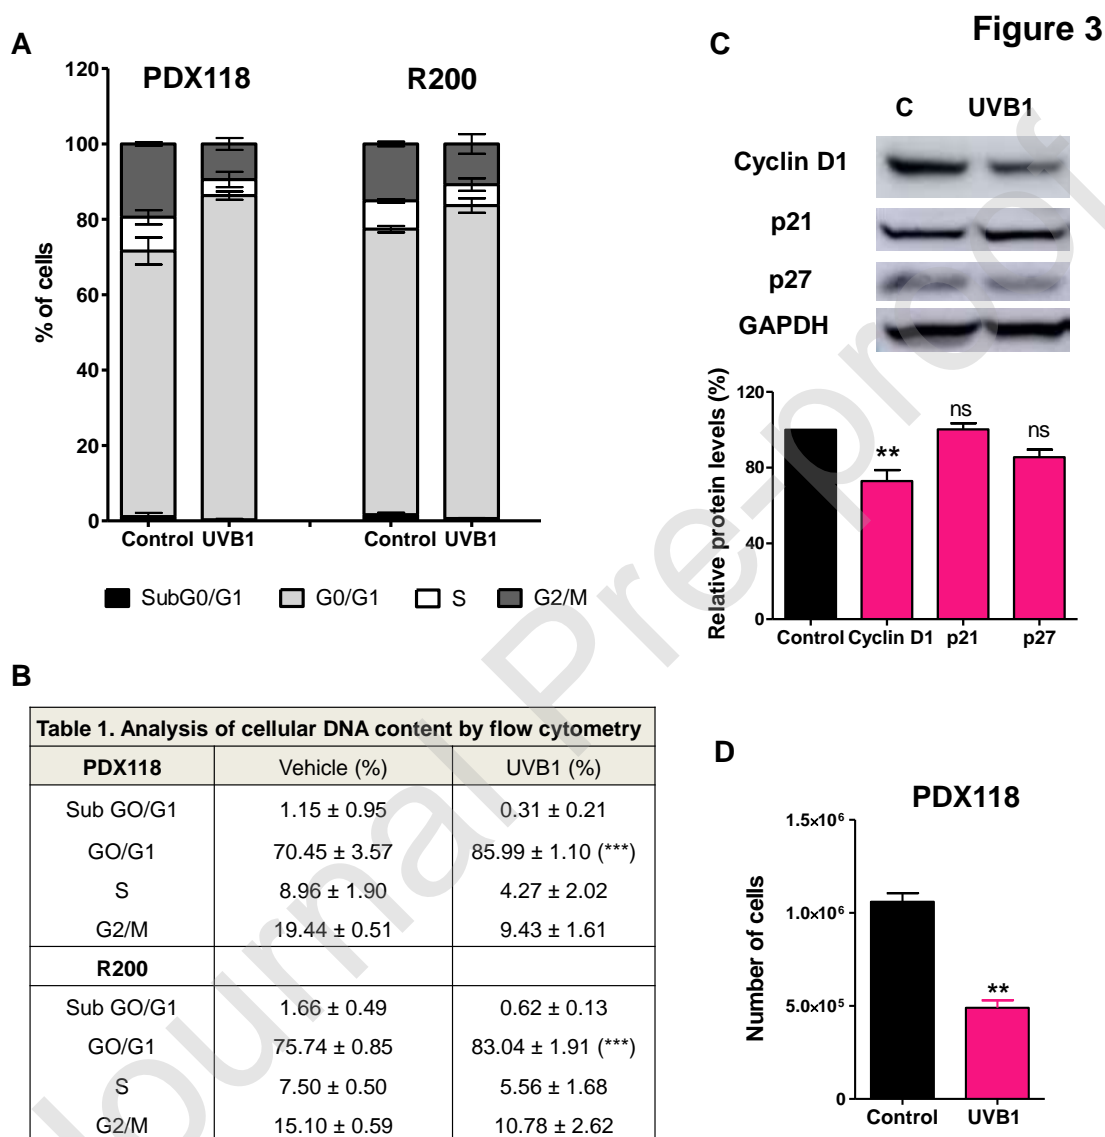 Figure 3
A
PDX118
R200
% of cells
120
100
80
60
40
20
0
Control UVB1
Control UVB1
SubG0/G1 G0/G1 S G2/M
B
Table 1. Analysis of cellular DNA content by flow cytometry
PDX118 Vehicle (%) UVB1 (%)
Sub GO/G1 1.15 ± 0.95 0.31 ± 0.21
GO/G1 70.45 ± 3.57 85.99 ± 1.10 (***)
S 8.96 ± 1.90 4.27 ± 2.02
G2/M 19.44 ± 0.51 9.43 ± 1.61
R200
Sub GO/G1 1.66 ± 0.49 0.62 ± 0.13
GO/G1 75.74 ± 0.85 83.04 ± 1.91 (***)
S 7.50 ± 0.50 5.56 ± 1.68
G2/M 15.10 ± 0.59 10.78 ± 2.62
C
C UVB1
Cyclin D1
p21
p27
GAPDH
Relative protein levels (%)
120
80
40
0
**
ns
ns
Control Cyclin D1 p21 p27
D
PDX118
Number of cells
1.5×10⁶
1.0×10⁶
5.0×10⁵
0
**
Control UVB1
Journal Pre-proof